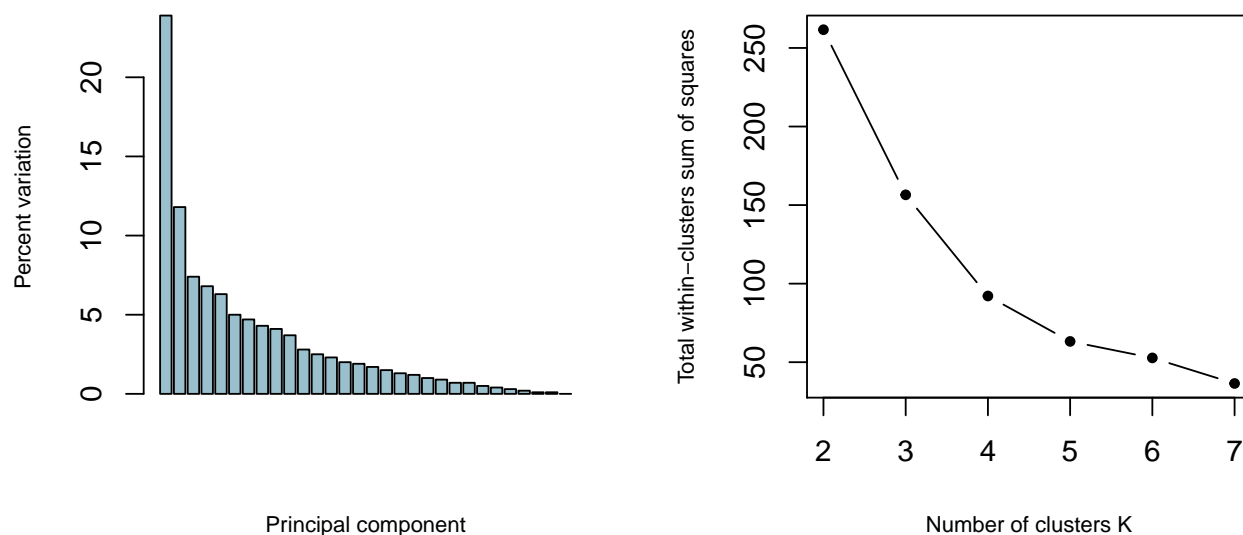 Percent variation
20
15
10
5
0
Principal component
Total within−clusters sum of squares
250
200
150
100
50
2 3 4 5 6 7
Number of clusters K